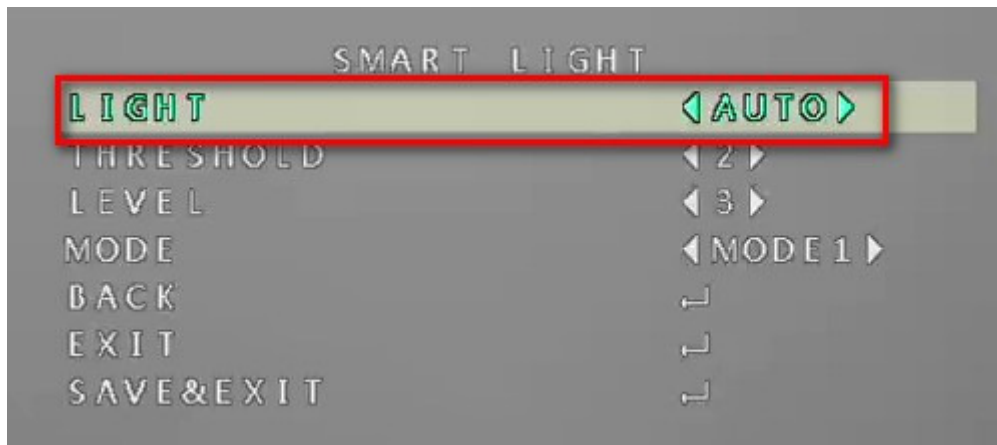 SMART LIGHT
LIGHT AUTO
THRESHOLD 2
LEVEL 3
MODE MODE1
BACK
EXIT
SAVE&EXIT